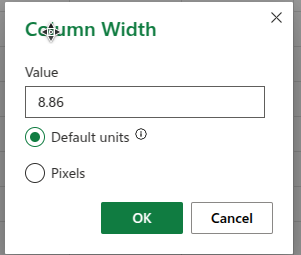 Column Width
Value
8.86
Default units
Pixels
OK
Cancel